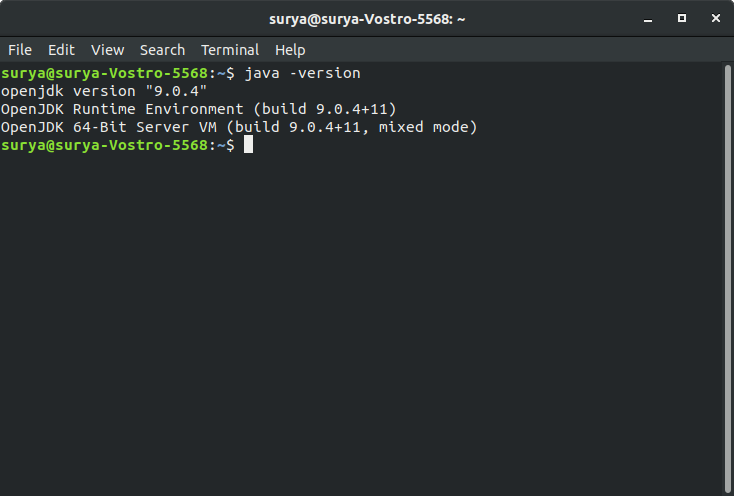 surya@surya-Vostro-5568: ~
File Edit View Search Terminal Help
surya@surya-Vostro-5568:~$ java -version
openjdk version "9.0.4"
OpenJDK Runtime Environment (build 9.0.4+11)
OpenJDK 64-Bit Server VM (build 9.0.4+11, mixed mode)
surya@surya-Vostro-5568:~$